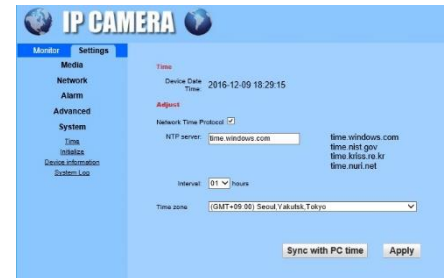 IP CAMERA
Monitor Settings
Media
Network
Alarm
Advanced
System
Time
Initialize
Device information
System Log
Time
Device Date Time: 2016-12-09 18:29:15
Adjust
Network Time Protocol
NTP server: time.windows.com
time.windows.com
time.nist.gov
time.kriss.re.kr
time.nuri.net
Interval: 01 hours
Time zone (GMT+09:00) Seoul,Yakutsk,Tokyo
Sync with PC time Apply